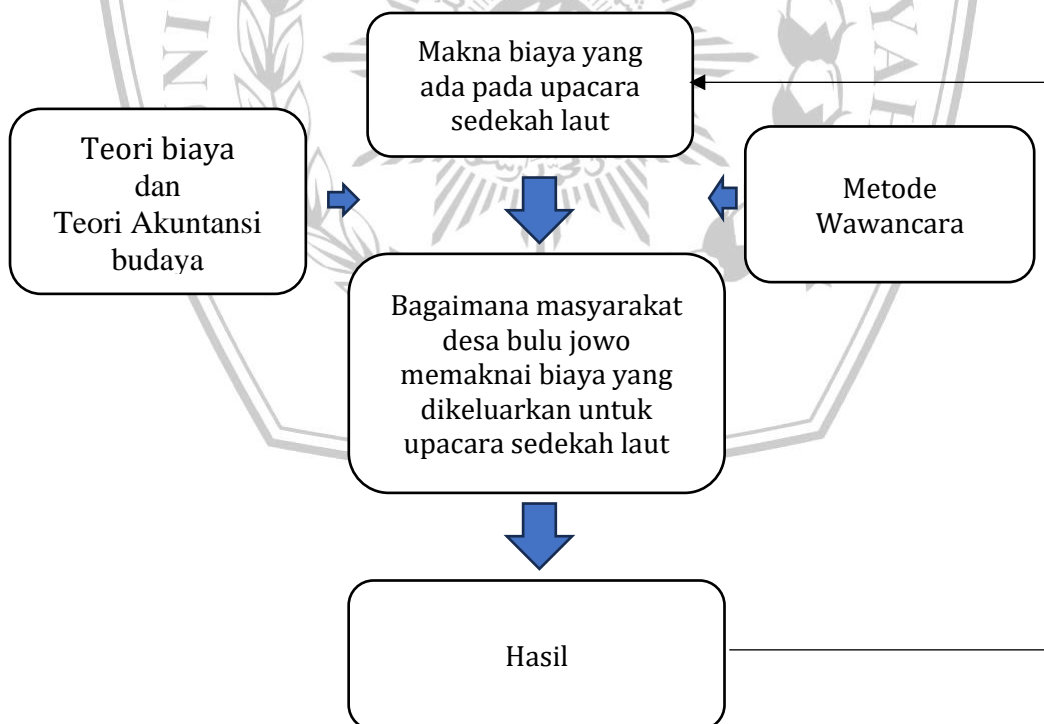 Makna biaya yang
ada pada upacara
sedekah laut
Teori biaya
dan
Teori Akuntansi
budaya
Metode
Wawancara
Bagaimana masyarakat
desa bulu jowo
memaknai biaya yang
dikeluarkan untuk
upacara sedekah laut
Hasil